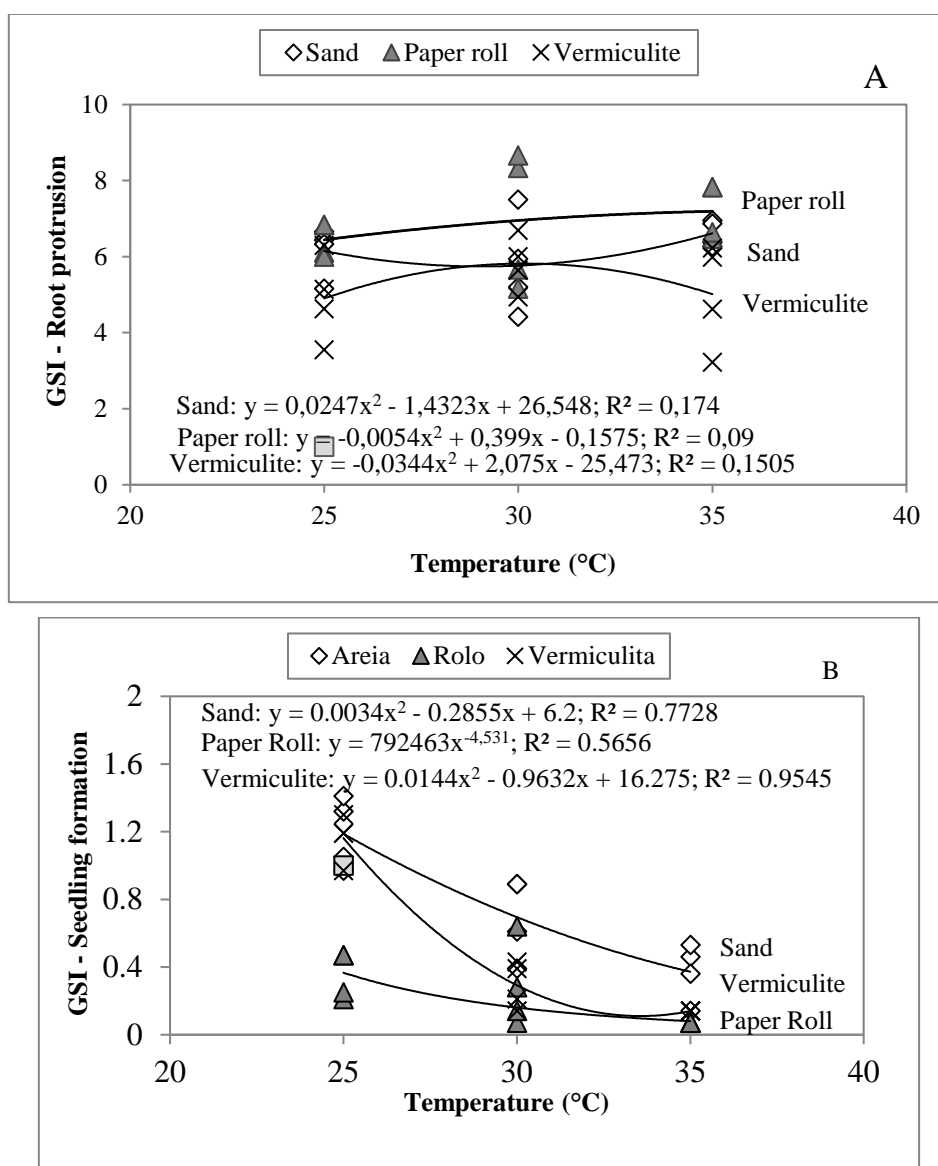 Sand Paper roll Vermiculite
A
10
8
6
4
2
0
GSI - Root protrusion
Paper roll
Sand
Vermiculite
Sand: y = 0,0247x² - 1,4323x + 26,548; R² = 0,174
Paper roll: y = -0,0054x² + 0,399x - 0,1575; R² = 0,09
Vermiculite: y = -0,0344x² + 2,075x - 25,473; R² = 0,1505
20 25 30 35 40
Temperature (°C)
Areia Rolo Vermiculita
B
2
1.6
1.2
0.8
0.4
0
GSI - Seedling formation
Sand: y = 0.0034x² - 0.2855x + 6.2; R² = 0.7728
Paper Roll: y = 792463x⁻⁴,⁵³¹; R² = 0.5656
Vermiculite: y = 0.0144x² - 0.9632x + 16.275; R² = 0.9545
Sand
Vermiculite
Paper Roll
20 25 30 35 40
Temperature (°C)